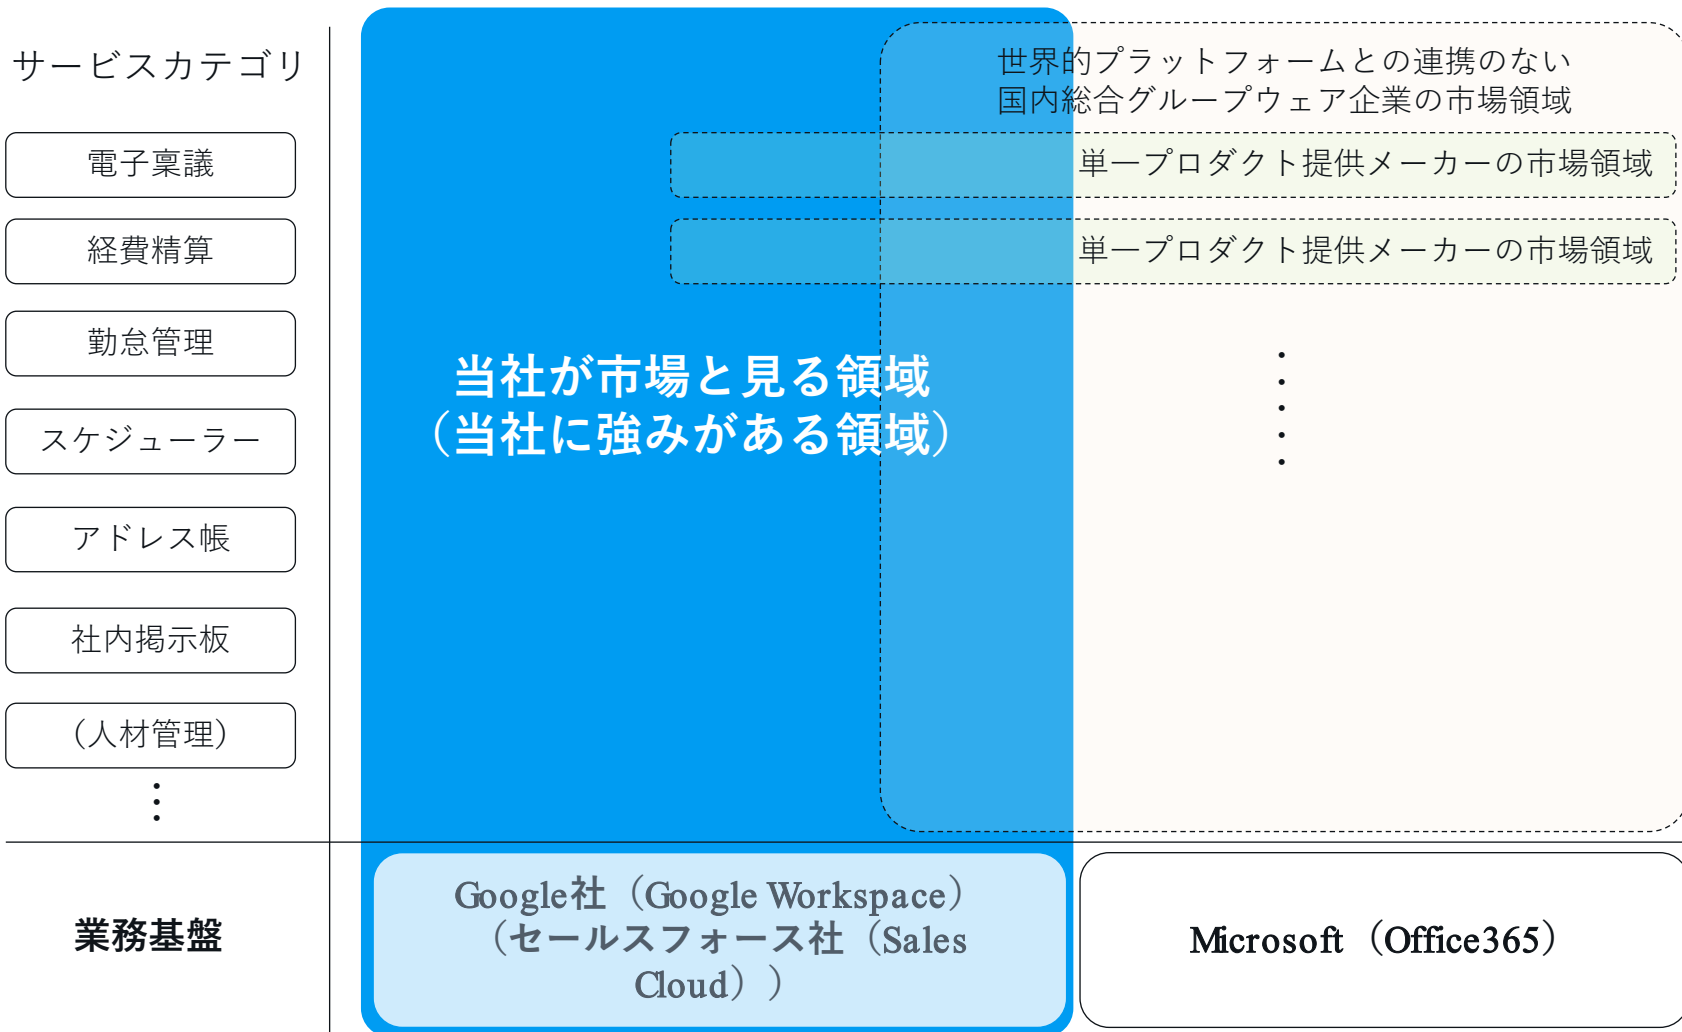 サービスカテゴリ
世界的プラットフォームとの連携のない
国内総合グループウェア企業の市場領域
電子稟議
単一プロダクト提供メーカーの市場領域
経費精算
単一プロダクト提供メーカーの市場領域
勤怠管理
当社が市場と見る領域
（当社に強みがある領域）
スケジューラー
アドレス帳
社内掲示板
（人材管理）
業務基盤
Google社（Google Workspace）
（セールスフォース社（Sales
Cloud））
Microsoft（Office365）